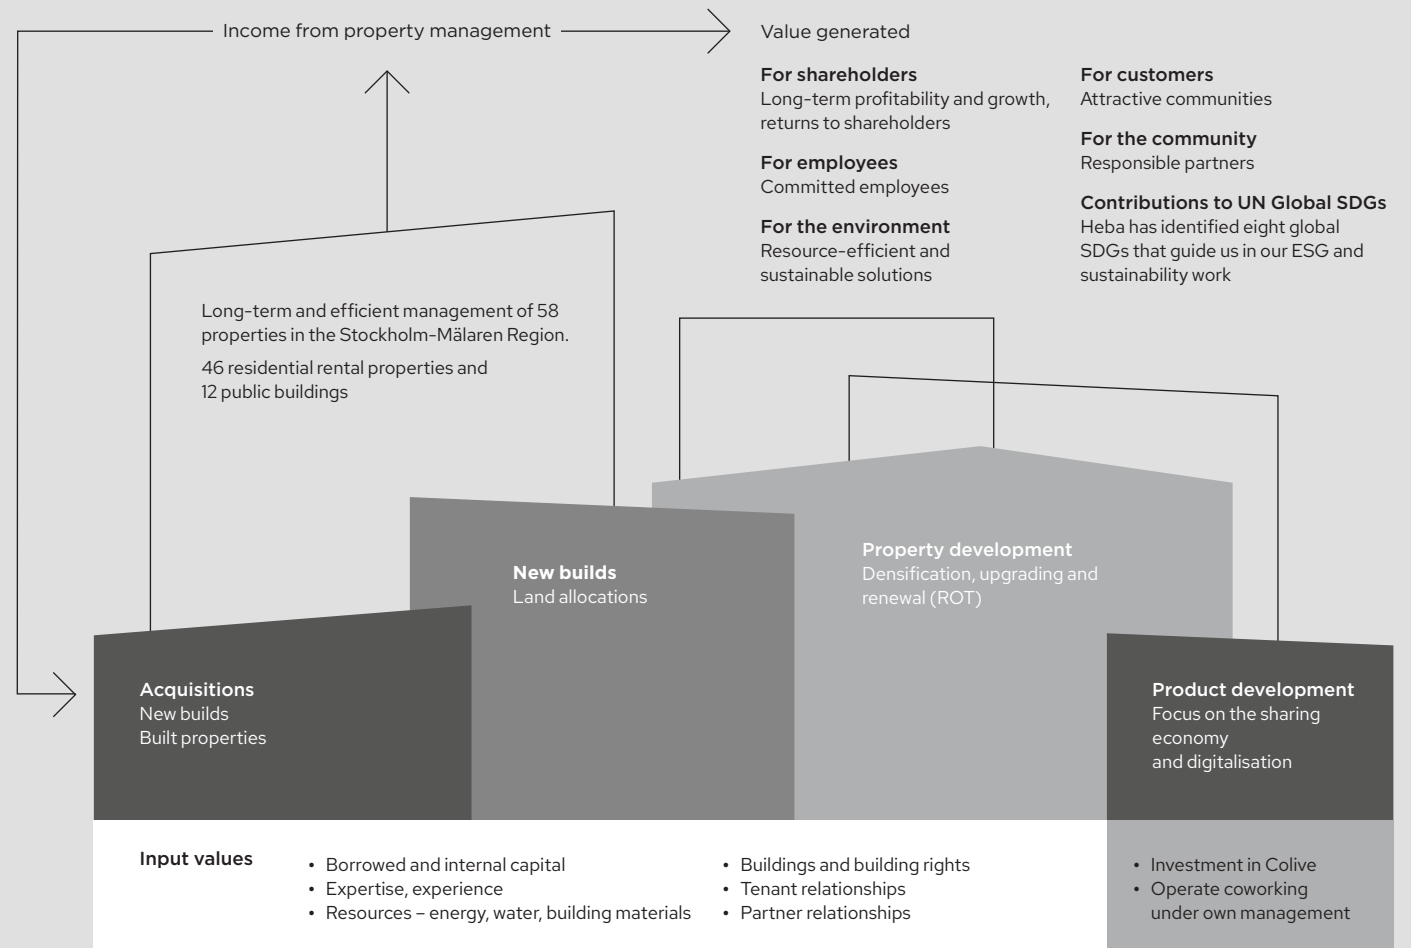 Income from property management
Value generated
For shareholders
Long-term profitability and growth,
returns to shareholders
For employees
Committed employees
For the environment
Resource-efficient and
sustainable solutions
For customers
Attractive communities
For the community
Responsible partners
Contributions to UN Global SDGs
Heba has identified eight global
SDGs that guide us in our ESG and
sustainability work
Long-term and efficient management of 58
properties in the Stockholm-Mälaren Region.
46 residential rental properties and
12 public buildings
Acquisitions
New builds
Built properties
New builds
Land allocations
Property development
Densification, upgrading and
renewal (ROT)
Product development
Focus on the sharing
economy
and digitalisation
Input values
• Borrowed and internal capital
• Expertise, experience
• Resources – energy, water, building materials
• Buildings and building rights
• Tenant relationships
• Partner relationships
• Investment in Colive
• Operate coworking
under own management